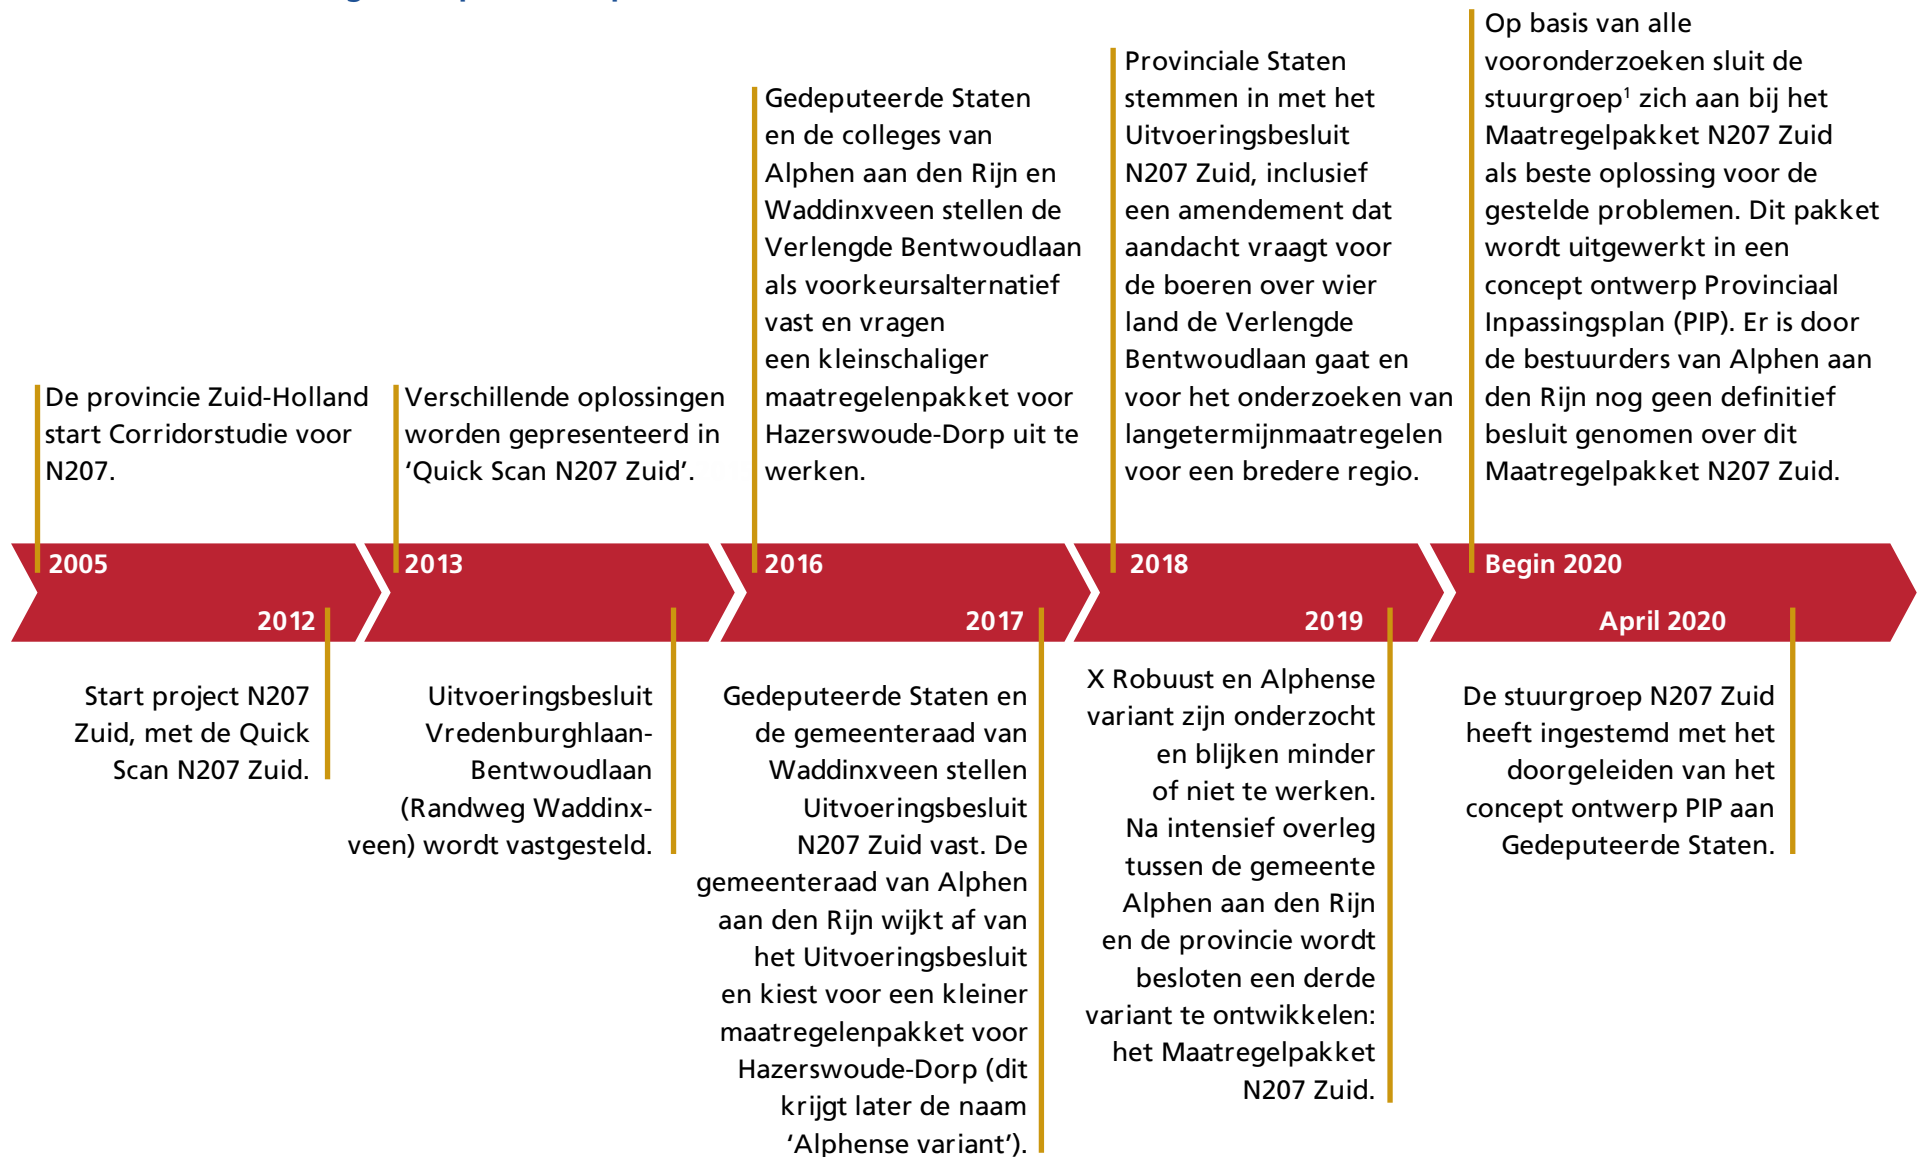 De provincie Zuid-Holland
start Corridorstudie voor
N207.
Verschillende oplossingen
worden gepresenteerd in
‘Quick Scan N207 Zuid’.
Gedeputeerde Staten
en de colleges van
Alphen aan den Rijn en
Waddinxveen stellen de
Verlengde Bentwoudlaan
als voorkeursalternatief
vast en vragen
een kleinschaliger
maatregelenpakket voor
Hazerswoude-Dorp uit te
werken.
Provinciale Staten
stemmen in met het
Uitvoeringsbesluit
N207 Zuid, inclusief
een amendement dat
aandacht vraagt voor
de boeren over wier
land de Verlengde
Bentwoudlaan gaat en
voor het onderzoeken van
langetermijnmaatregelen
voor een bredere regio.
Op basis van alle
vooronderzoeken sluit de
stuurgroep¹ zich aan bij het
Maatregelpakket N207 Zuid
als beste oplossing voor de
gestelde problemen. Dit pakket
wordt uitgewerkt in een
concept ontwerp Provinciaal
Inpassingsplan (PIP). Er is door
de bestuurders van Alphen aan
den Rijn nog geen definitief
besluit genomen over dit
Maatregelpakket N207 Zuid.
2005
2013
2016
2018
Begin 2020
2012
2017
2019
April 2020
Start project N207
Zuid, met de Quick
Scan N207 Zuid.
Uitvoeringsbesluit
Vredenburghlaan-
Bentwoudlaan
(Randweg Waddinx-
veen) wordt vastgesteld.
Gedeputeerde Staten en
de gemeenteraad van
Waddinxveen stellen
Uitvoeringsbesluit
N207 Zuid vast. De
gemeenteraad van Alphen
aan den Rijn wijkt af van
het Uitvoeringsbesluit
en kiest voor een kleiner
maatregelenpakket voor
Hazerswoude-Dorp (dit
krijgt later de naam
‘Alphense variant’).
X Robuust en Alphense
variant zijn onderzocht
en blijken minder
of niet te werken.
Na intensief overleg
tussen de gemeente
Alphen aan den Rijn
en de provincie wordt
besloten een derde
variant te ontwikkelen:
het Maatregelpakket
N207 Zuid.
De stuurgroep N207 Zuid
heeft ingestemd met het
doorgeleiden van het
concept ontwerp PIP aan
Gedeputeerde Staten.